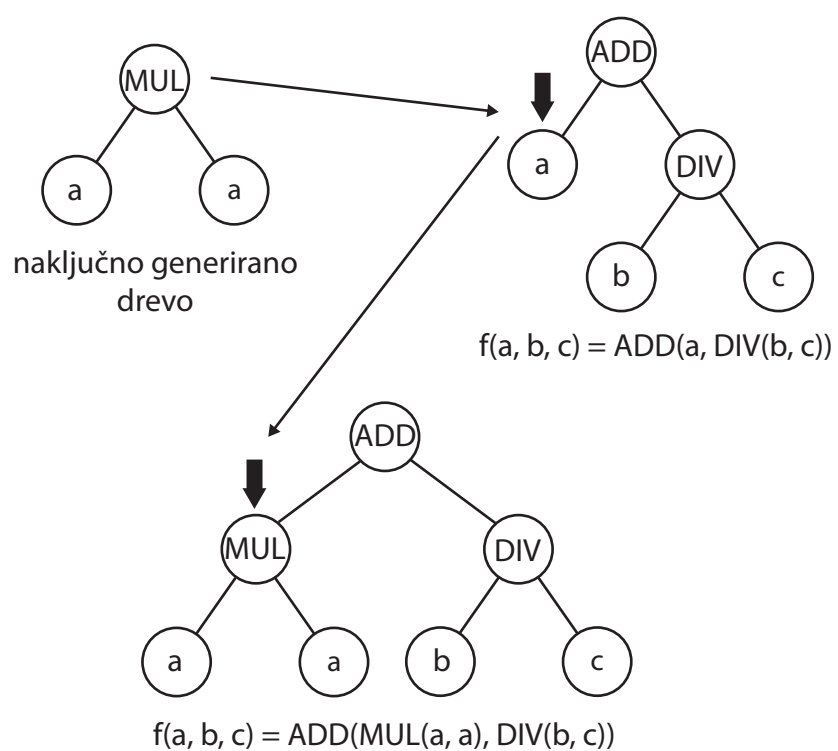 MUL
a a
naključno generirano
drevo
ADD
a DIV
b c
f(a, b, c) = ADD(a, DIV(b, c))
ADD
MUL DIV
a a b c
f(a, b, c) = ADD(MUL(a, a), DIV(b, c))